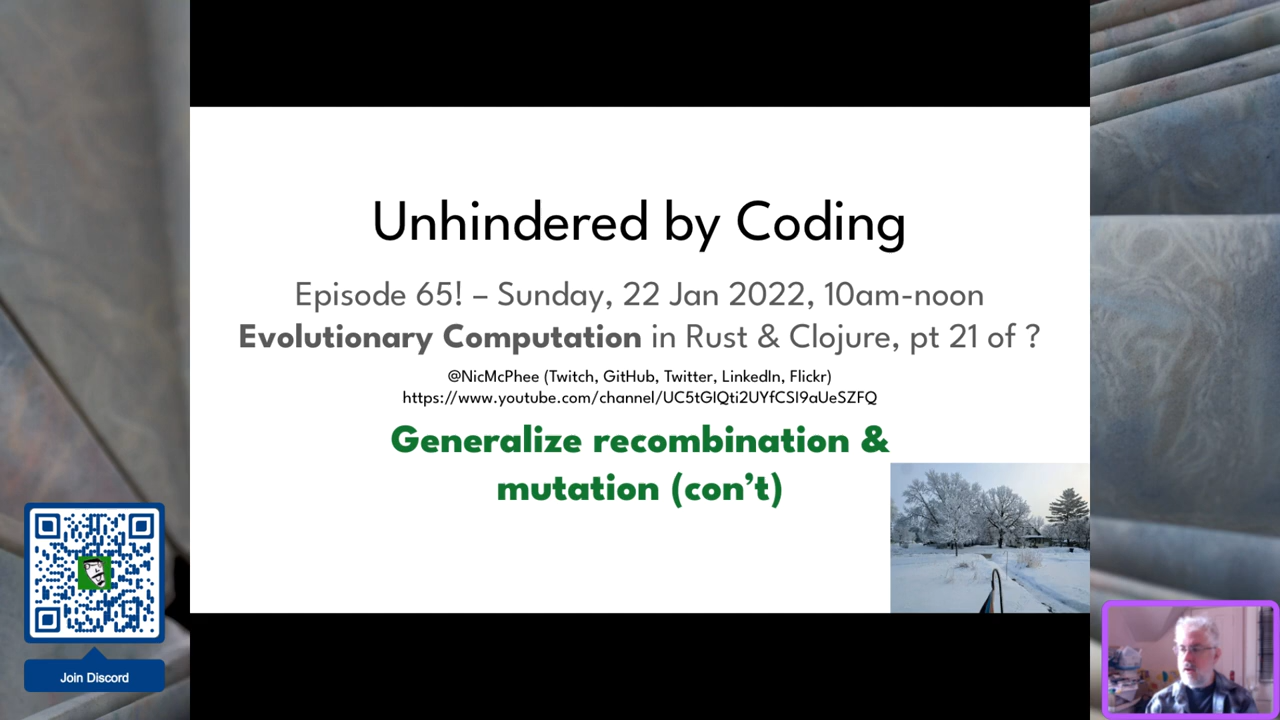 Unhindered by Coding
Episode 65! – Sunday, 22 Jan 2022, 10am-noon
Evolutionary Computation in Rust & Clojure, pt 21 of ?
@NicMcPhee (Twitch, GitHub, Twitter, LinkedIn, Flickr)
https://www.youtube.com/channel/UC5tGIQti2UYfCSI9aUeSZFQ
Generalize recombination &
mutation (con’t)
Join Discord